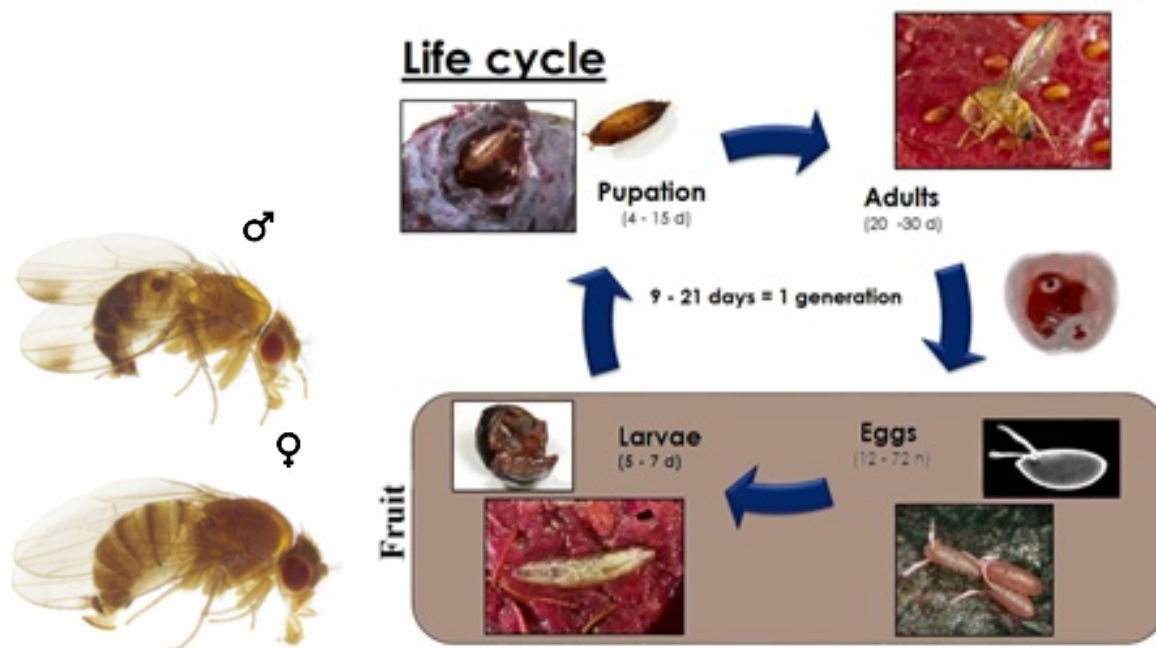 Life cycle
Pupation
(4 - 15 d)
Adults
(20 -30 d)
♂
9 - 21 days = 1 generation
♀
Larvae
(5 - 7 d)
Eggs
(12 - 72 h)
Fruit